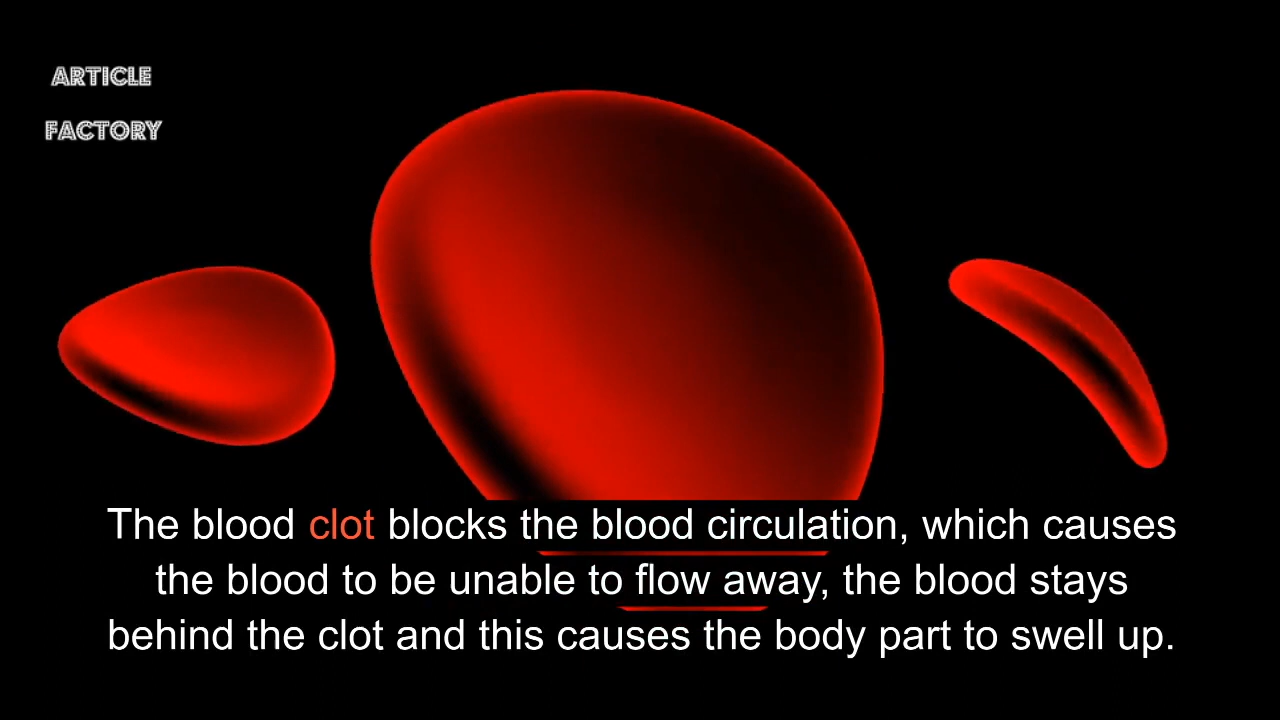 ARTICLE
FACTORY
The blood clot blocks the blood circulation, which causes
the blood to be unable to flow away, the blood stays
behind the clot and this causes the body part to swell up.